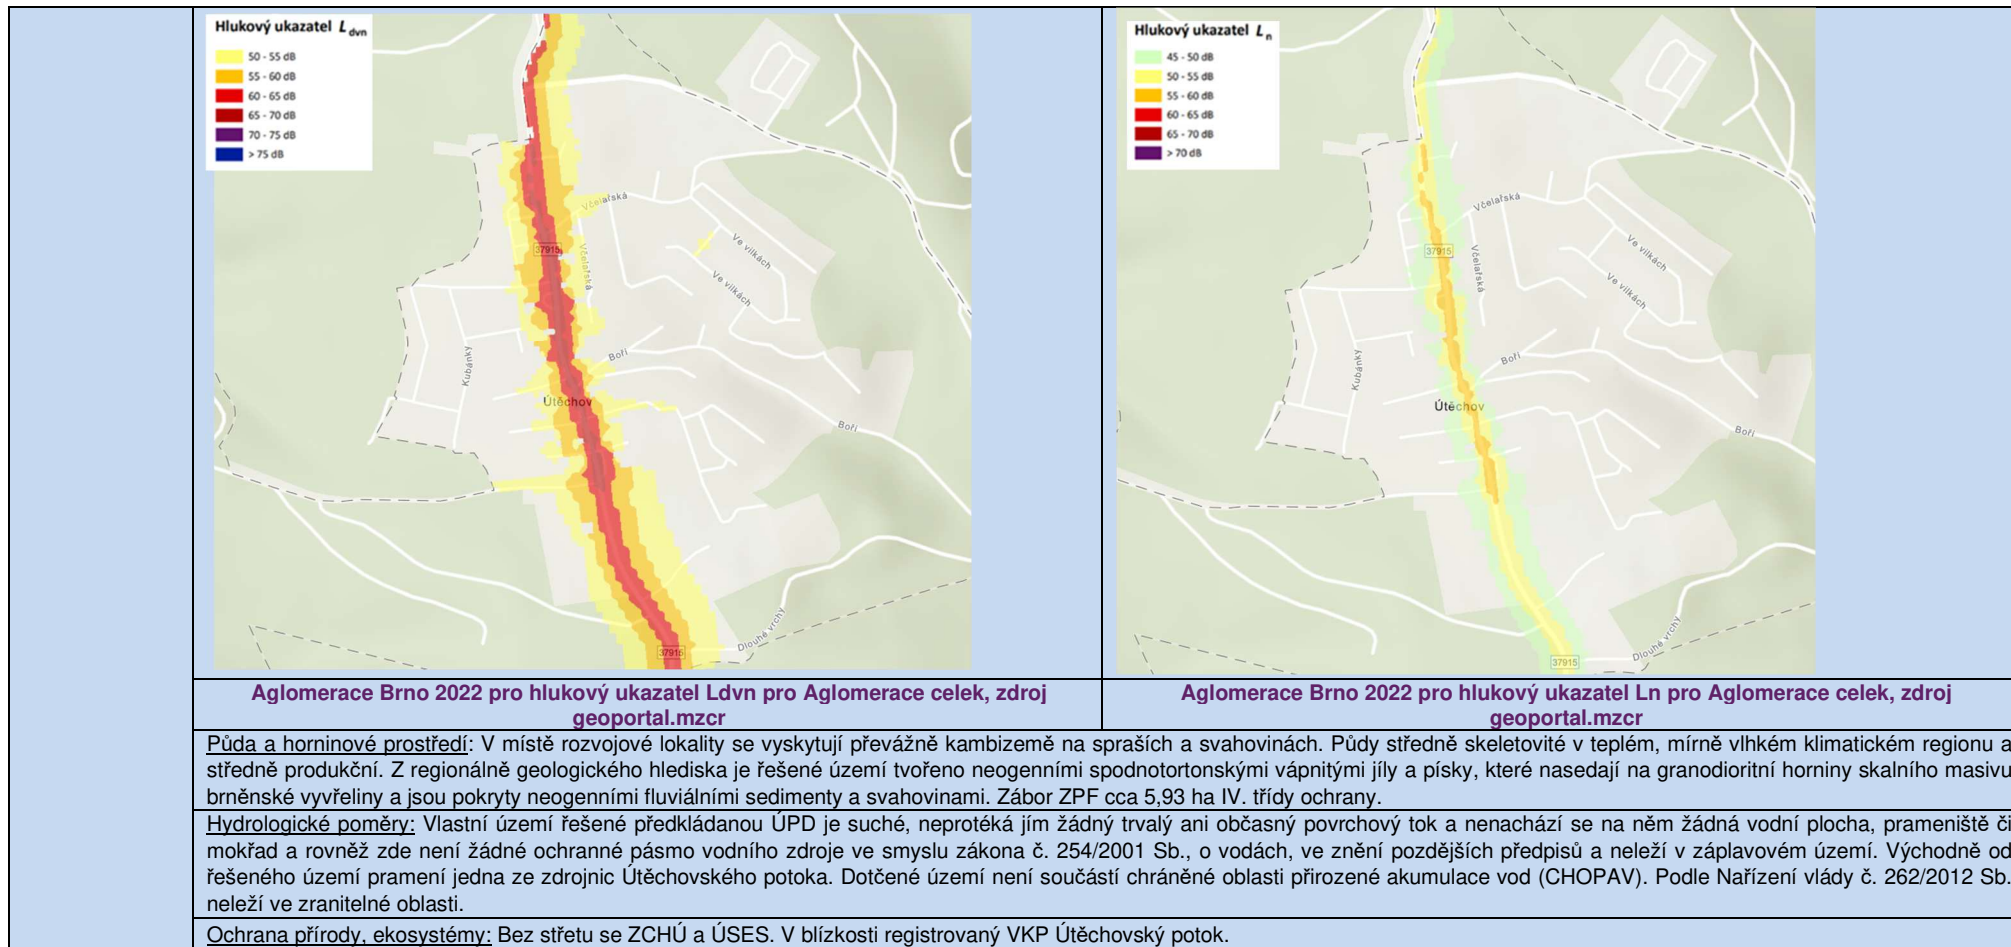 Hlukový ukazatel Ldvn
50 - 55 dB
55 - 60 dB
60 - 65 dB
65 - 70 dB
70 - 75 dB
> 75 dB
Včelařská
Včelařská
37915
Ve vilkách
Ve vilkách
Kubánky
Boří
Útěchov
Boří
Dlouhé vrchy
37915
Hlukový ukazatel Ln
45 - 50 dB
50 - 55 dB
55 - 60 dB
60 - 65 dB
65 - 70 dB
> 70 dB
Včelařská
Včelařská
37915
Ve vilkách
Ve vilkách
Kubánky
Boří
Útěchov
Boří
Dlouhé vrchy
37915
Aglomerace Brno 2022 pro hlukový ukazatel Ldvn pro Aglomerace celek, zdroj
geoportal.mzcr
Aglomerace Brno 2022 pro hlukový ukazatel Ln pro Aglomerace celek, zdroj
geoportal.mzcr
Půda a horninové prostředí: V místě rozvojové lokality se vyskytují převážně kambizemě na spraších a svahovinách. Půdy středně skeletovité v teplém, mírně vlhkém klimatickém regionu a
středně produkční. Z regionálně geologického hlediska je řešené území tvořeno neogenními spodnotortonskými vápnitými jíly a písky, které nasedají na granodioritní horniny skalního masivu
brněnské vyvřeliny a jsou pokryty neogenními fluviálními sedimenty a svahovinami. Zábor ZPF cca 5,93 ha IV. třídy ochrany.
Hydrologické poměry: Vlastní území řešené předkládanou ÚPD je suché, neprotéká jím žádný trvalý ani občasný povrchový tok a nenachází se na něm žádná vodní plocha, prameniště či
mokřad a rovněž zde není žádné ochranné pásmo vodního zdroje ve smyslu zákona č. 254/2001 Sb., o vodách, ve znění pozdějších předpisů a neleží v záplavovém území. Východně od
řešeného území pramení jedna ze zdrojnic Útěchovského potoka. Dotčené území není součástí chráněné oblasti přirozené akumulace vod (CHOPAV). Podle Nařízení vlády č. 262/2012 Sb.
neleží ve zranitelné oblasti.
Ochrana přírody, ekosystémy: Bez střetu se ZCHÚ a ÚSES. V blízkosti registrovaný VKP Útěchovský potok.